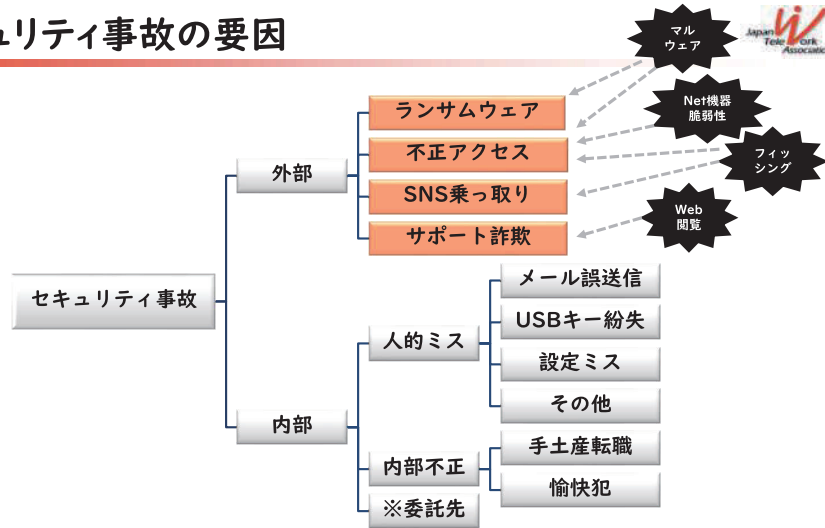 ュリティ事故の要因
マル
ウェア
Japan
Tele Work
Association
Net機器
脆弱性
フィッ
シング
Web
閲覧
ランサムウェア
不正アクセス
SNS乗っ取り
サポート詐欺
外部
セキュリティ事故
メール誤送信
USBキー紛失
設定ミス
その他
人的ミス
内部
手土産転職
愉快犯
内部不正
※委託先